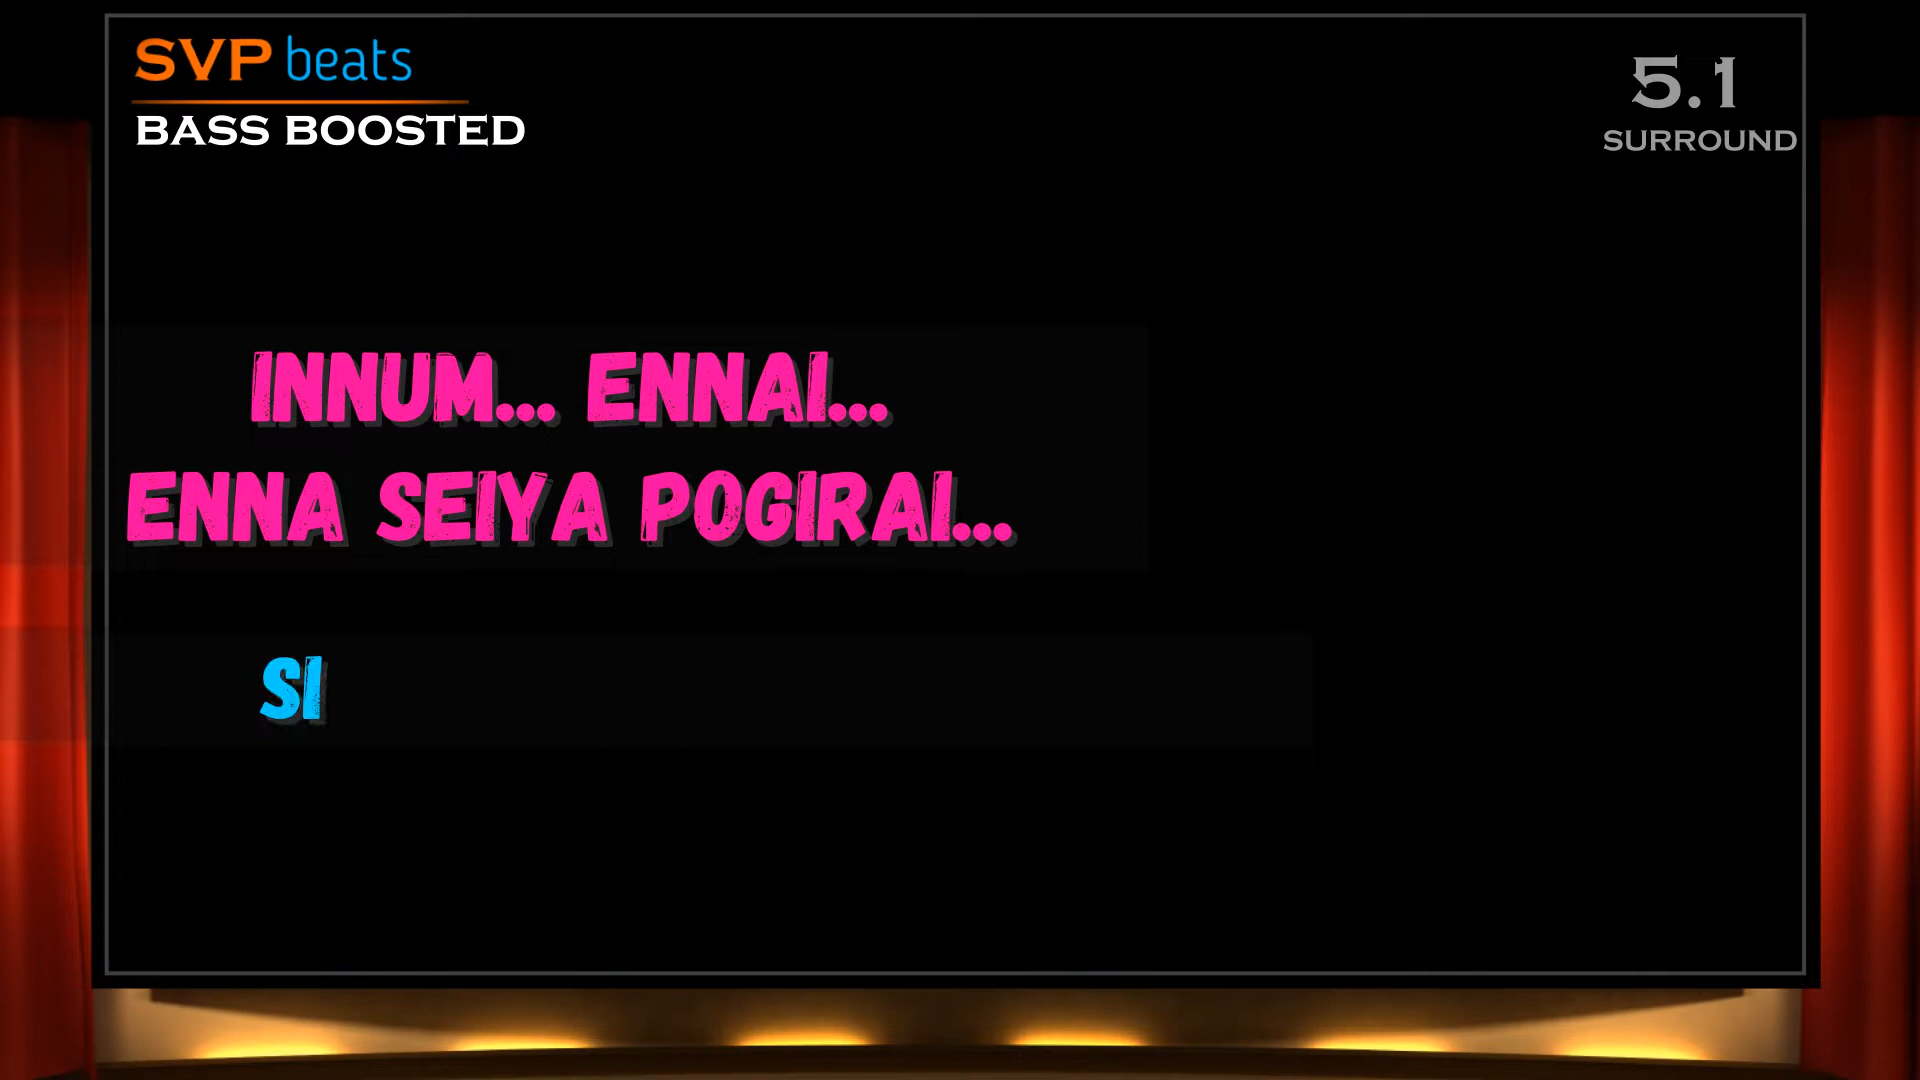 SVP beats
BASS BOOSTED
5.1
SURROUND
INNUM... ENNAI...
ENNA SEIYA POGIRAI...
SI